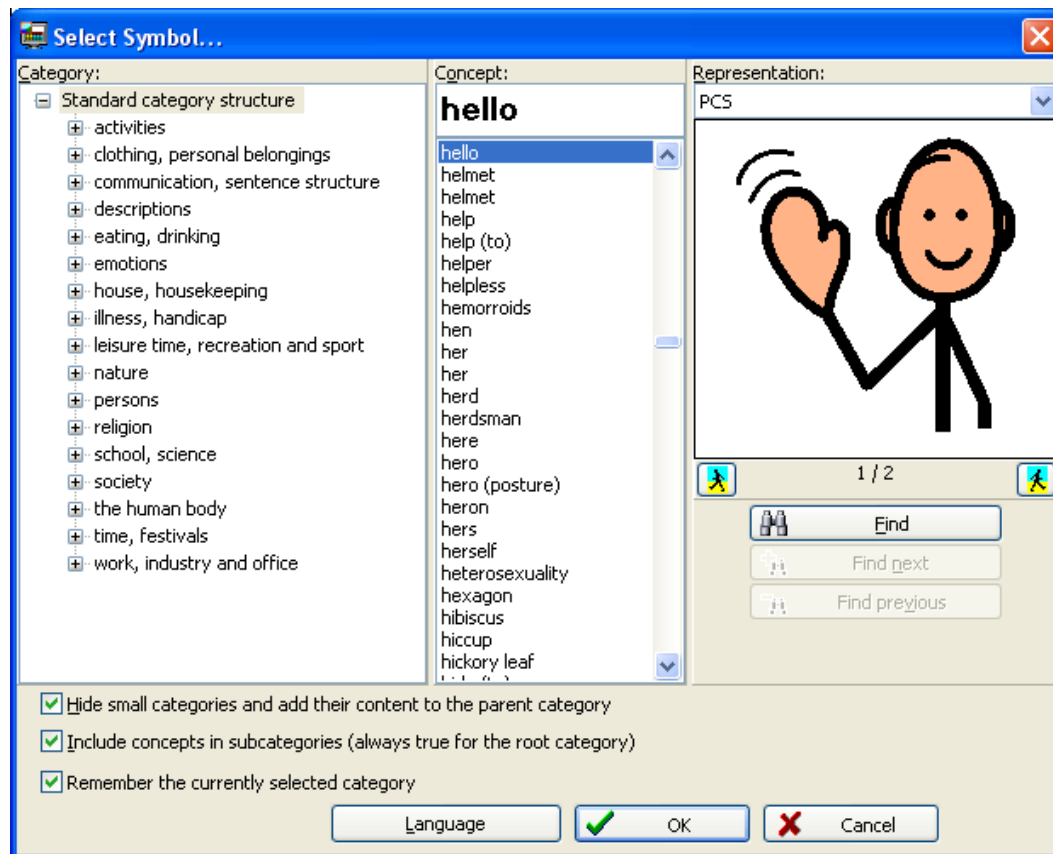 Select Symbol...
Category:
Standard category structure
activities
clothing, personal belongings
communication, sentence structure
descriptions
eating, drinking
emotions
house, housekeeping
illness, handicap
leisure time, recreation and sport
nature
persons
religion
school, science
society
the human body
time, festivals
work, industry and office
Concept:
hello
hello
helmet
helmet
help
help (to)
helper
helpless
hemorroids
hen
her
her
herd
herdsman
here
hero
hero (posture)
heron
hers
herself
heterosexuality
hexagon
hibiscus
hiccup
hickory leaf
Representation:
PCS
1 / 2
Find
Find next
Find previous
Hide small categories and add their content to the parent category
Include concepts in subcategories (always true for the root category)
Remember the currently selected category
Language
OK
Cancel